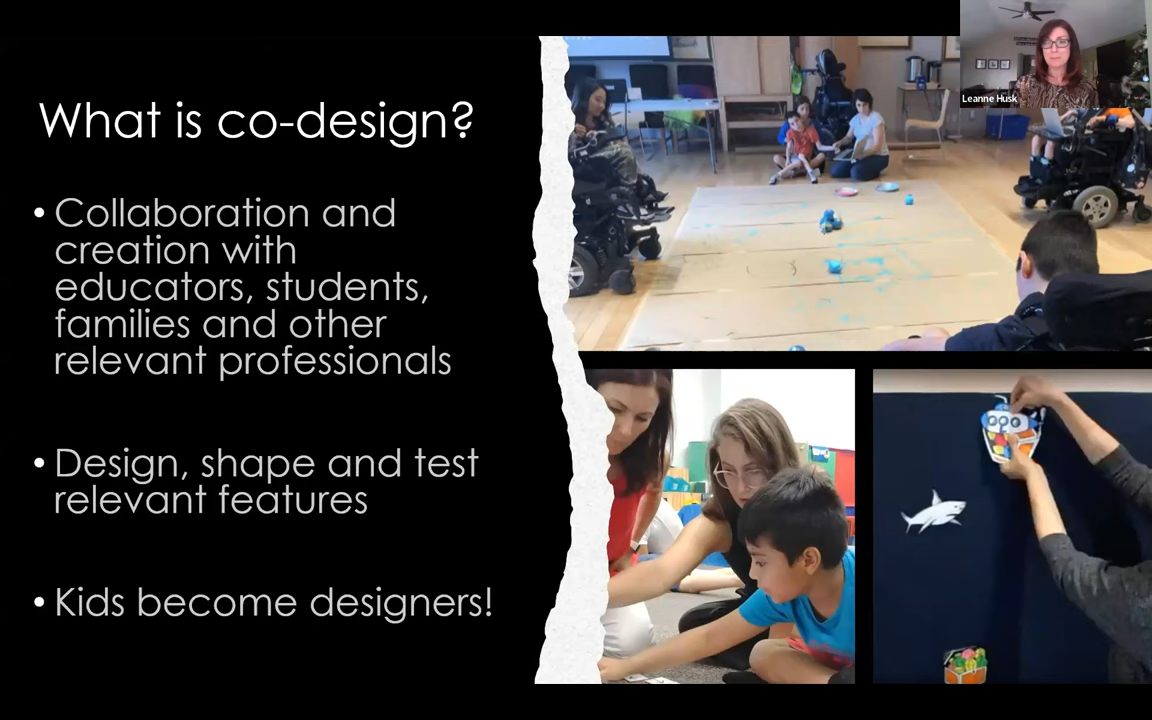 Leanne Husk
What is co-design?
• Collaboration and
creation with
educators, students,
families and other
relevant professionals
• Design, shape and test
relevant features
• Kids become designers!